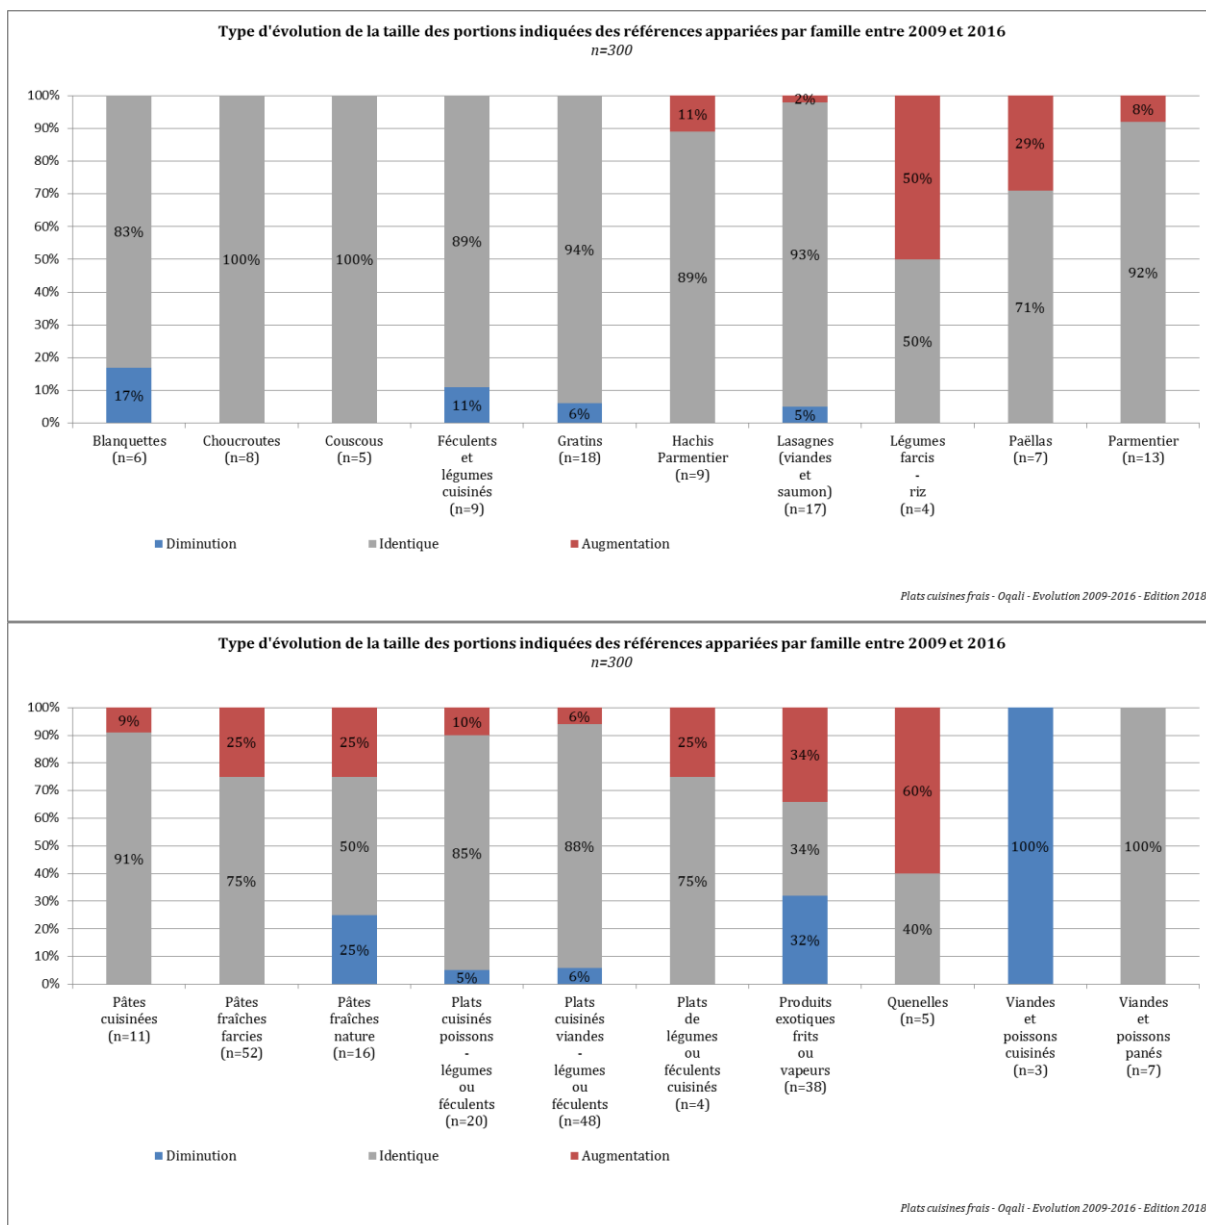 Type d'évolution de la taille des portions indiquées des références appariées par famille entre 2009 et 2016
n=300
100%
90%
80%
70%
60%
50%
40%
30%
20%
10%
0%
83%
17%
100%
100%
89%
11%
94%
6%
11%
89%
2%
93%
5%
50%
50%
29%
71%
8%
92%
Blanquettes
(n=6)
Choucroutes
(n=8)
Couscous
(n=5)
Féculents
et
légumes
cuisinés
(n=9)
Gratins
(n=18)
Hachis
Parmentier
(n=9)
Lasagnes
(viandes
et
saumon)
(n=17)
Légumes
farcis
-
riz
(n=4)
Paëllas
(n=7)
Parmentier
(n=13)
Diminution
Identique
Augmentation
Plats cuisines frais - Oqali - Evolution 2009-2016 - Edition 2018
Type d'évolution de la taille des portions indiquées des références appariées par famille entre 2009 et 2016
n=300
100%
90%
80%
70%
60%
50%
40%
30%
20%
10%
0%
9%
91%
25%
75%
25%
50%
25%
10%
85%
5%
6%
88%
6%
25%
75%
34%
34%
32%
60%
40%
100%
100%
Pâtes
cuisinées
(n=11)
Pâtes
fraîches
farcies
(n=52)
Pâtes
fraîches
nature
(n=16)
Plats
cuisinés
poissons
-
légumes
ou
féculents
(n=20)
Plats
cuisinés
viandes
-
légumes
ou
féculents
(n=48)
Plats
de
légumes
ou
féculents
cuisinés
(n=4)
Produits
exotiques
frits
ou
vapeurs
(n=38)
Quenelles
(n=5)
Viandes
et
poissons
cuisinés
(n=3)
Viandes
et
poissons
panés
(n=7)
Diminution
Identique
Augmentation
Plats cuisines frais - Oqali - Evolution 2009-2016 - Edition 2018